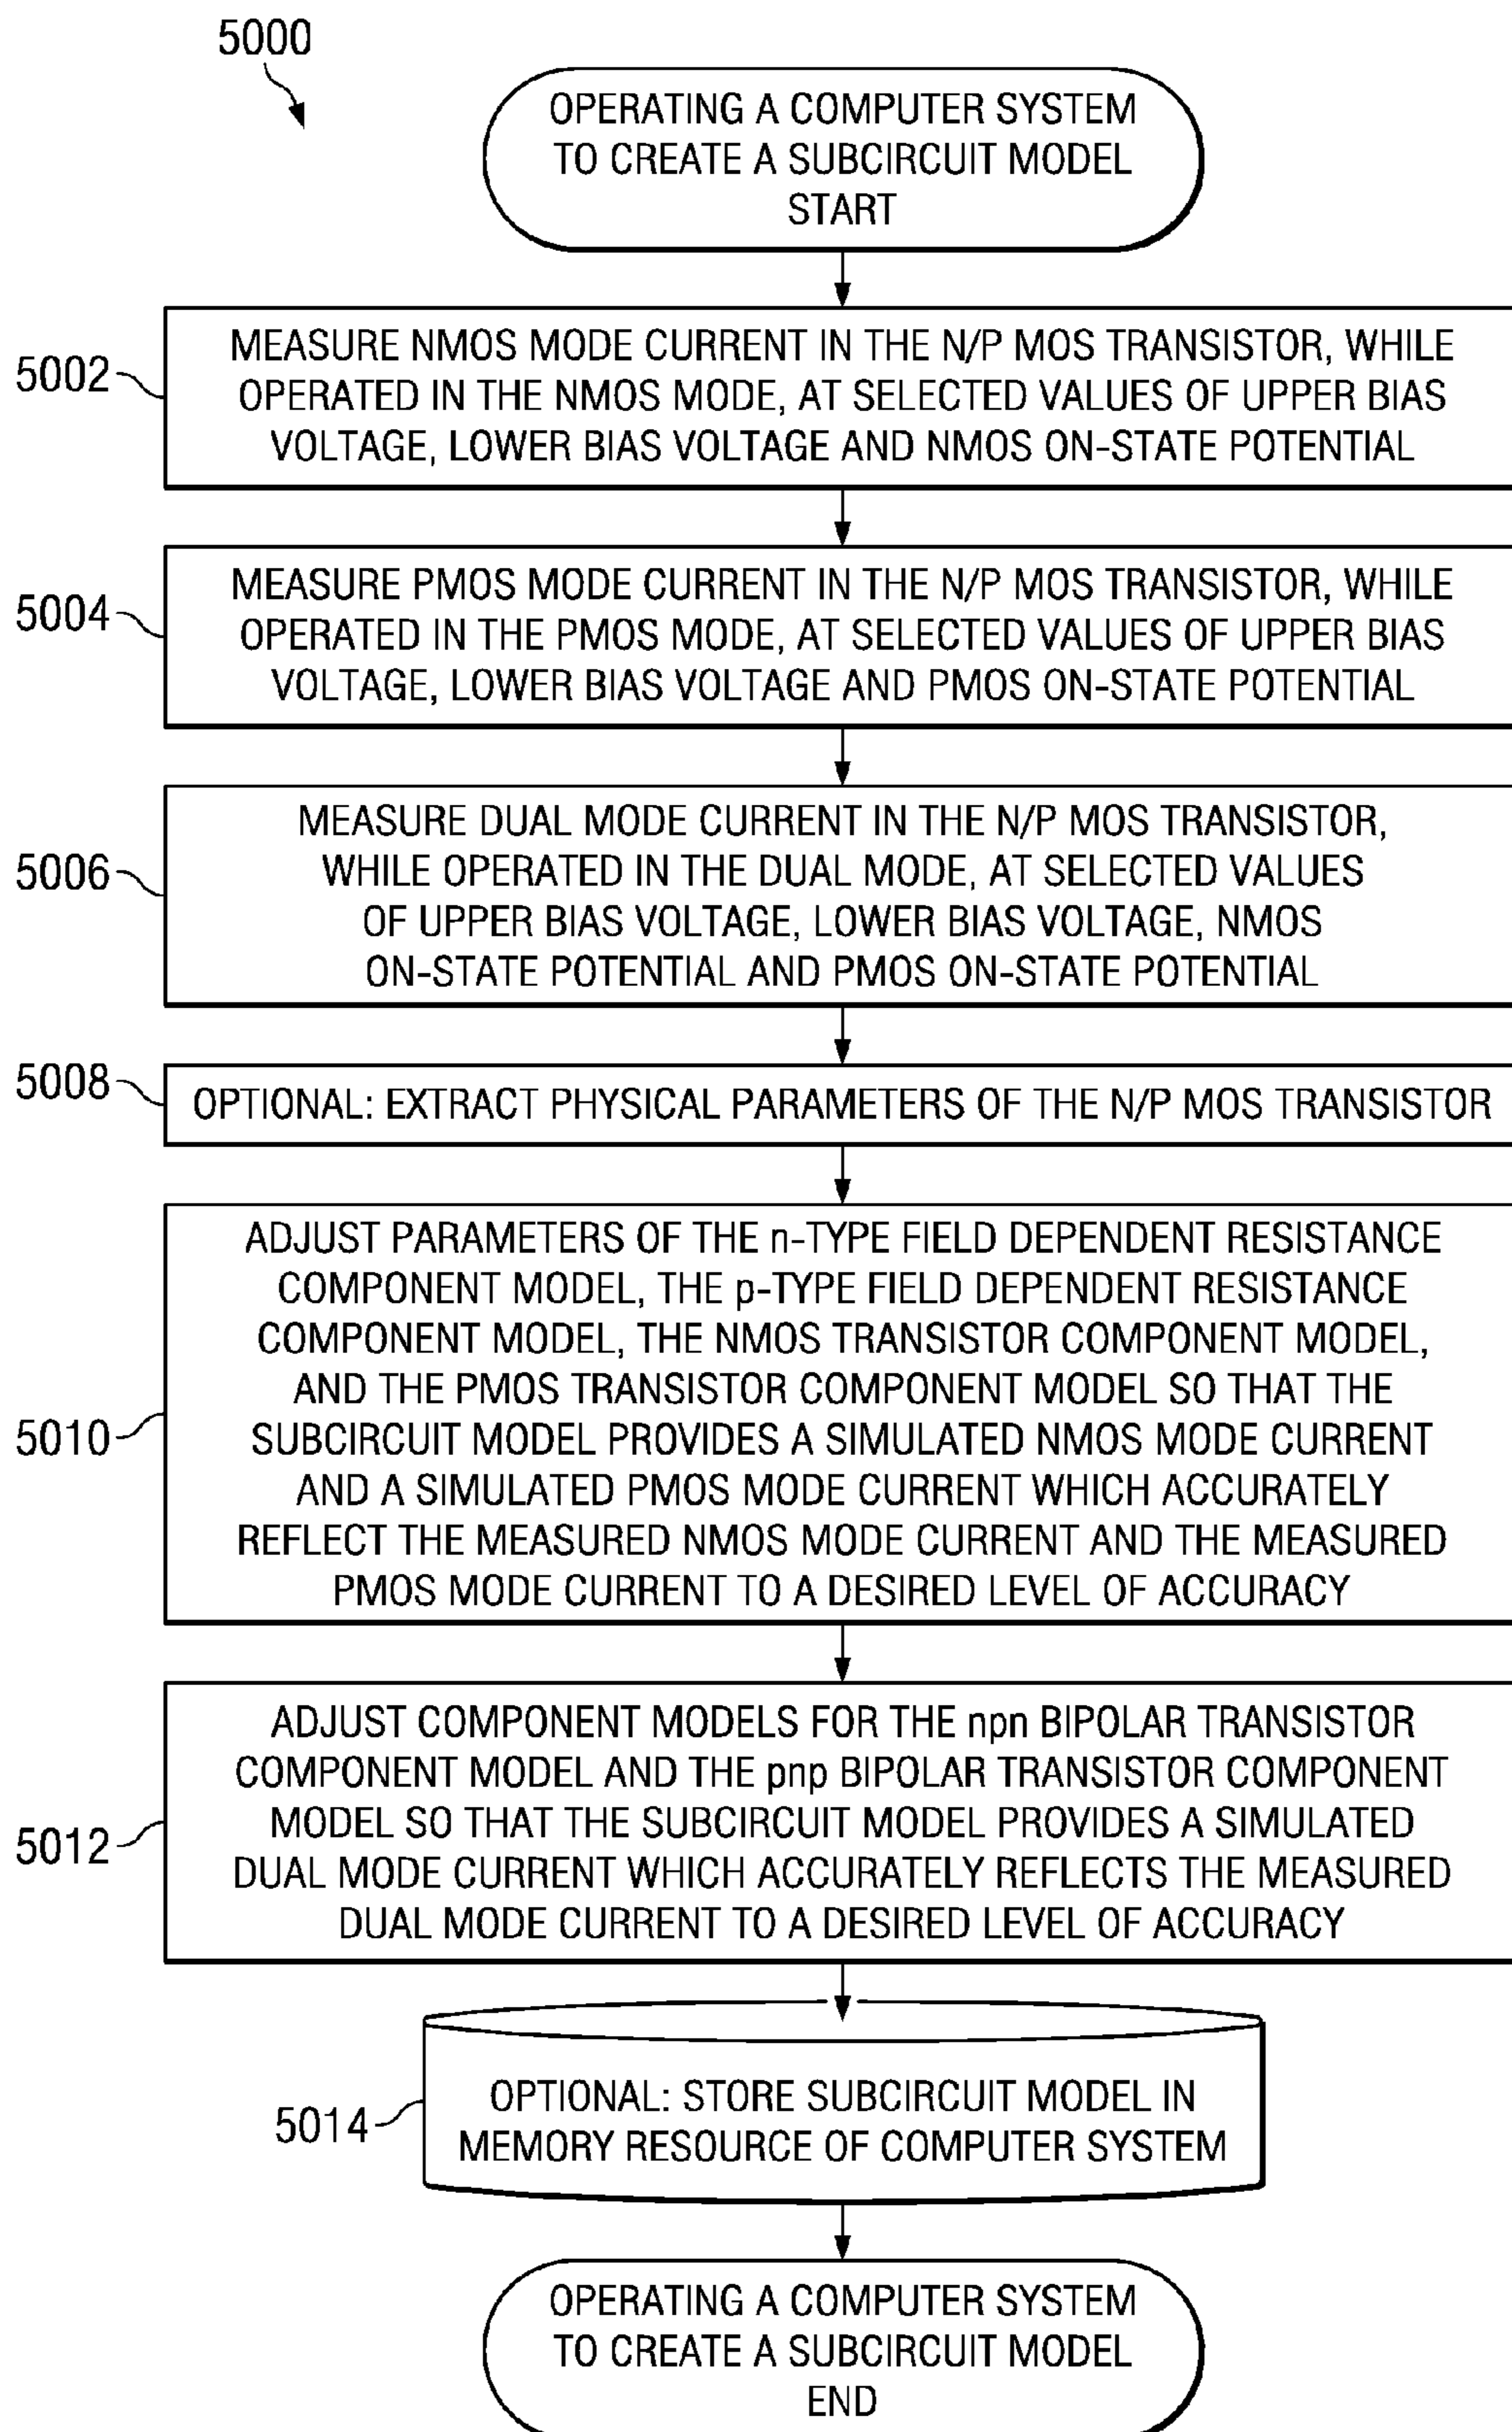 5000
OPERATING A COMPUTER SYSTEM
TO CREATE A SUBCIRCUIT MODEL
START
5002
MEASURE NMOS MODE CURRENT IN THE N/P MOS TRANSISTOR, WHILE
OPERATED IN THE NMOS MODE, AT SELECTED VALUES OF UPPER BIAS
VOLTAGE, LOWER BIAS VOLTAGE AND NMOS ON-STATE POTENTIAL
5004
MEASURE PMOS MODE CURRENT IN THE N/P MOS TRANSISTOR, WHILE
OPERATED IN THE PMOS MODE, AT SELECTED VALUES OF UPPER BIAS
VOLTAGE, LOWER BIAS VOLTAGE AND PMOS ON-STATE POTENTIAL
5006
MEASURE DUAL MODE CURRENT IN THE N/P MOS TRANSISTOR,
WHILE OPERATED IN THE DUAL MODE, AT SELECTED VALUES
OF UPPER BIAS VOLTAGE, LOWER BIAS VOLTAGE, NMOS
ON-STATE POTENTIAL AND PMOS ON-STATE POTENTIAL
5008
OPTIONAL: EXTRACT PHYSICAL PARAMETERS OF THE N/P MOS TRANSISTOR
5010
ADJUST PARAMETERS OF THE n-TYPE FIELD DEPENDENT RESISTANCE
COMPONENT MODEL, THE p-TYPE FIELD DEPENDENT RESISTANCE
COMPONENT MODEL, THE NMOS TRANSISTOR COMPONENT MODEL,
AND THE PMOS TRANSISTOR COMPONENT MODEL SO THAT THE
SUBCIRCUIT MODEL PROVIDES A SIMULATED NMOS MODE CURRENT
AND A SIMULATED PMOS MODE CURRENT WHICH ACCURATELY
REFLECT THE MEASURED NMOS MODE CURRENT AND THE MEASURED
PMOS MODE CURRENT TO A DESIRED LEVEL OF ACCURACY
5012
ADJUST COMPONENT MODELS FOR THE npn BIPOLAR TRANSISTOR
COMPONENT MODEL AND THE pnp BIPOLAR TRANSISTOR COMPONENT
MODEL SO THAT THE SUBCIRCUIT MODEL PROVIDES A SIMULATED
DUAL MODE CURRENT WHICH ACCURATELY REFLECTS THE MEASURED
DUAL MODE CURRENT TO A DESIRED LEVEL OF ACCURACY
5014
OPTIONAL: STORE SUBCIRCUIT MODEL IN
MEMORY RESOURCE OF COMPUTER SYSTEM
OPERATING A COMPUTER SYSTEM
TO CREATE A SUBCIRCUIT MODEL
END